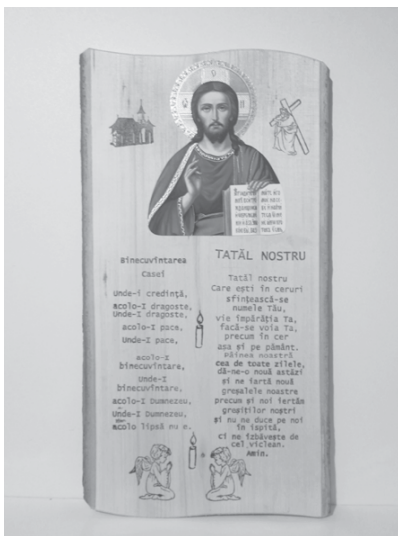 Binecuvîntarea
Casei
Unde-i credință,
acolo-I dragoste,
Unde-I dragoste,
acolo-I pace,
Unde-I pace,
acolo-I
binecuvîntare,
Unde-I
binecuvîntare,
acolo-I Dumnezeu,
Unde-I Dumnezeu,
acolo lipsă nu e.
TATĂL NOSTRU
Tatăl nostru
Care ești în ceruri
sfințească-se
numele Tău,
vie împărăția Ta,
facă-se voia Ta,
precum în cer
așa și pe pământ.
Pâinea noastră
cea de toate zilele,
dă-ne-o nouă astăzi
și ne iartă nouă
greșalele noastre
precum și noi iertăm
greșiților noștri
și nu ne duce pe noi
în ispită,
ci ne izbăvește de
cel viclean.
Amin.